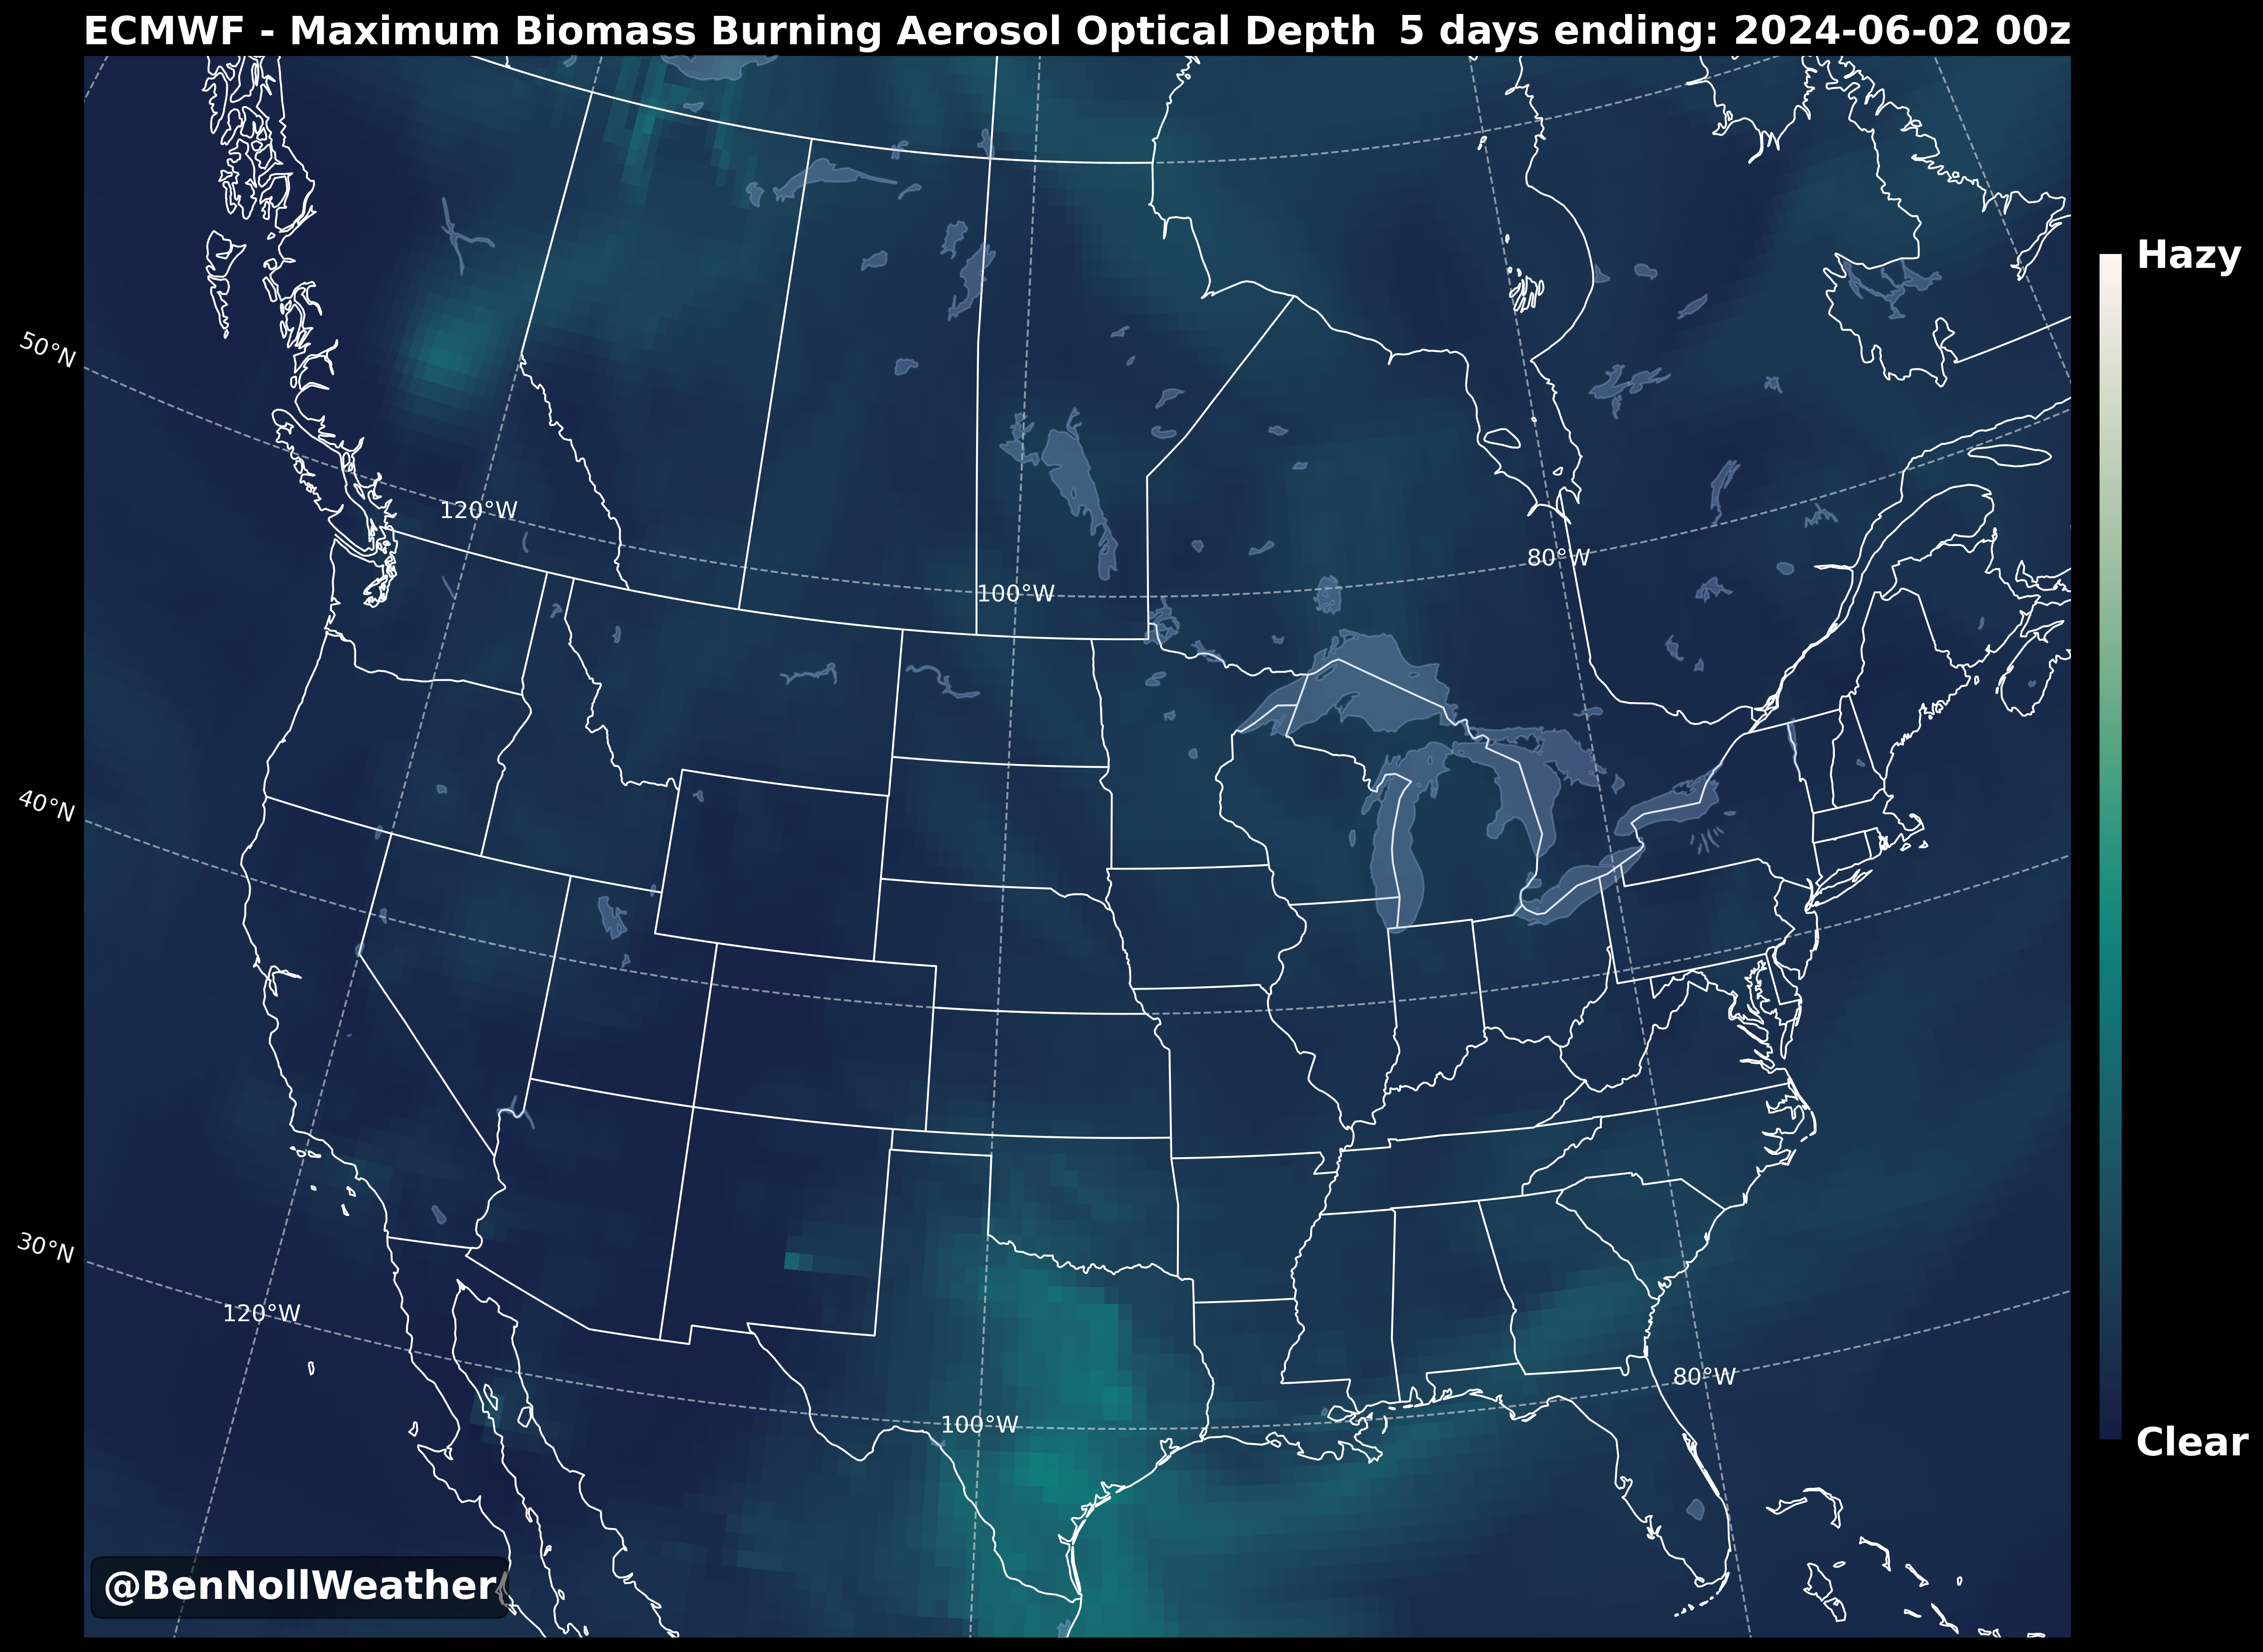 ECMWF - Maximum Biomass Burning Aerosol Optical Depth 5 days ending: 2024-06-02 00z
Hazy
50°N
120°W
80°W
100°W
40°N
30°N
120°W
80°W
100°W
Clear
@BenNollWeather